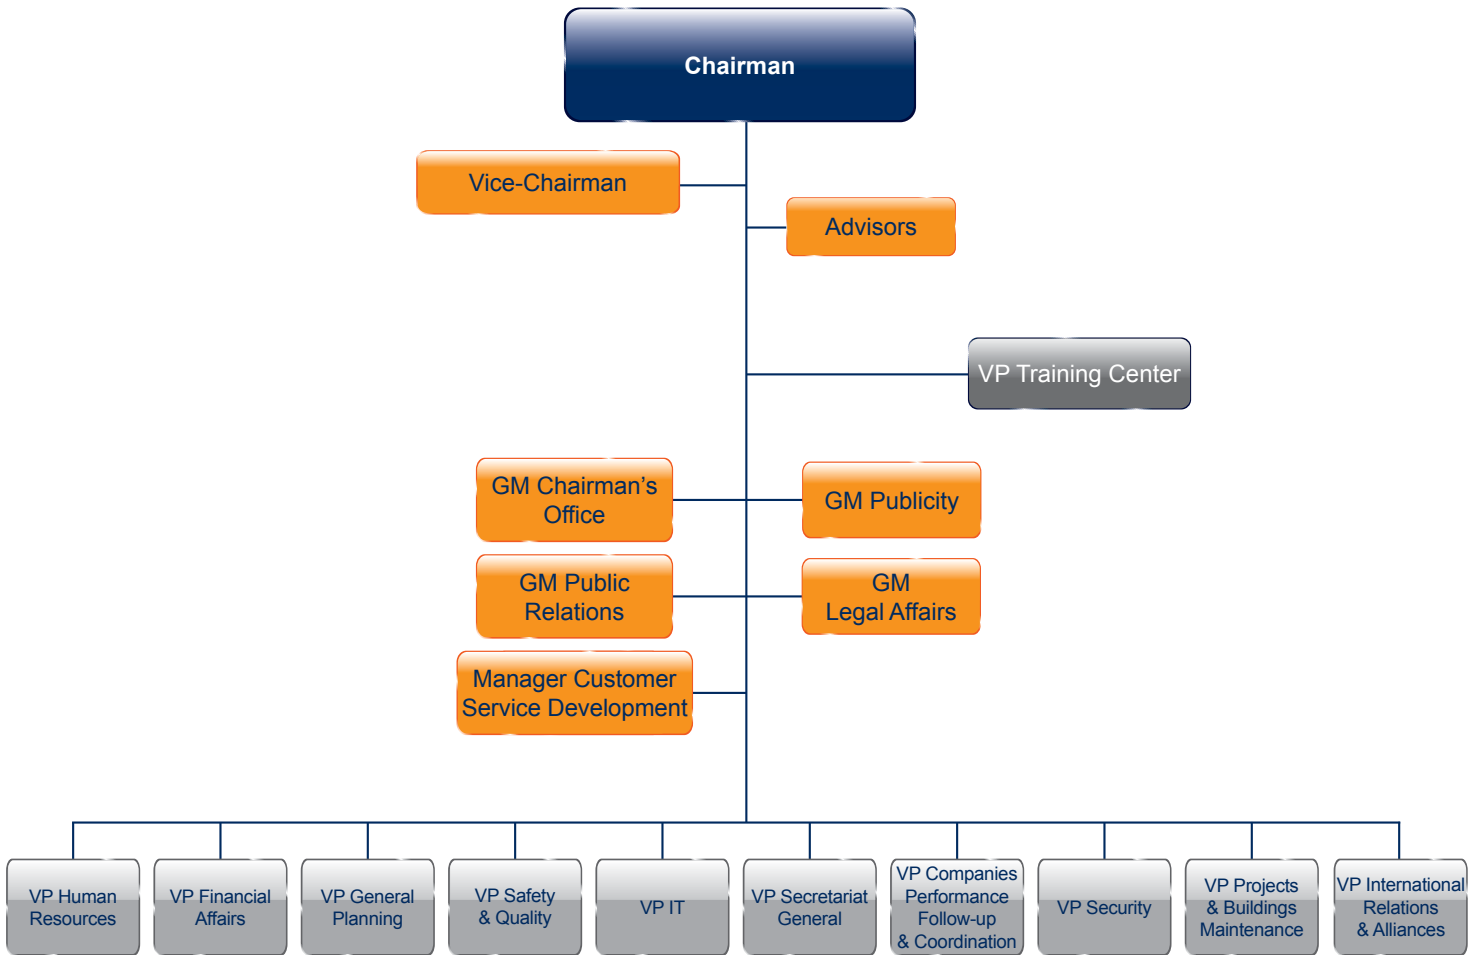 Chairman
Vice-Chairman
Advisors
VP Training Center
GM Chairman’s
Office
GM Publicity
GM Public
Relations
GM
Legal Affairs
Manager Customer
Service Development
VP Human
Resources
VP Financial
Affairs
VP General
Planning
VP Safety
& Quality
VP IT
VP Secretariat
General
VP Companies
Performance
Follow-up
& Coordination
VP Security
VP Projects
& Buildings
Maintenance
VP International
Relations
& Alliances